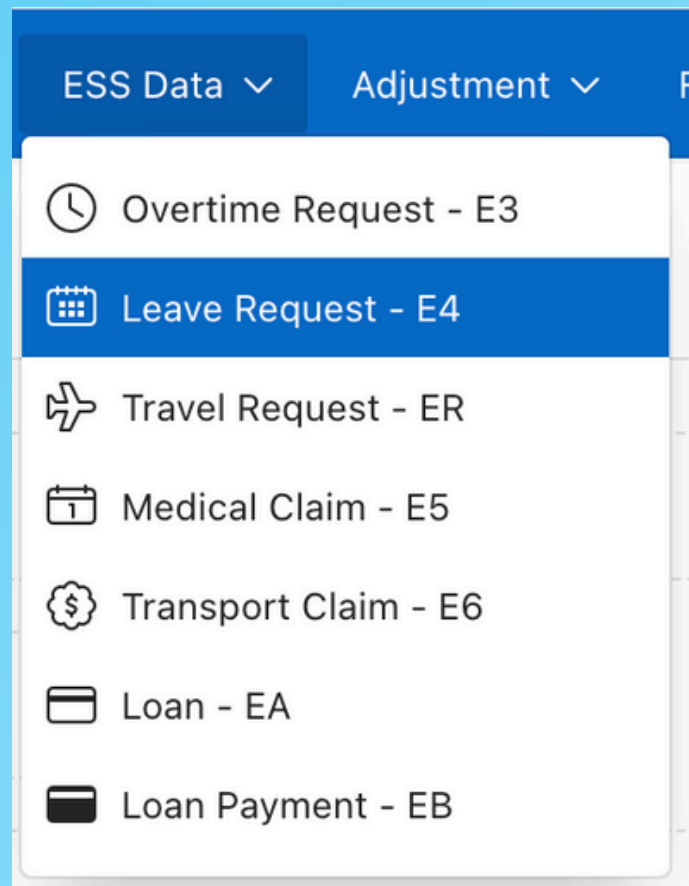 ESS Data Adjustment
Overtime Request - E3
Leave Request - E4
Travel Request - ER
1
Medical Claim - E5
$
Transport Claim - E6
Loan - EA
Loan Payment - EB